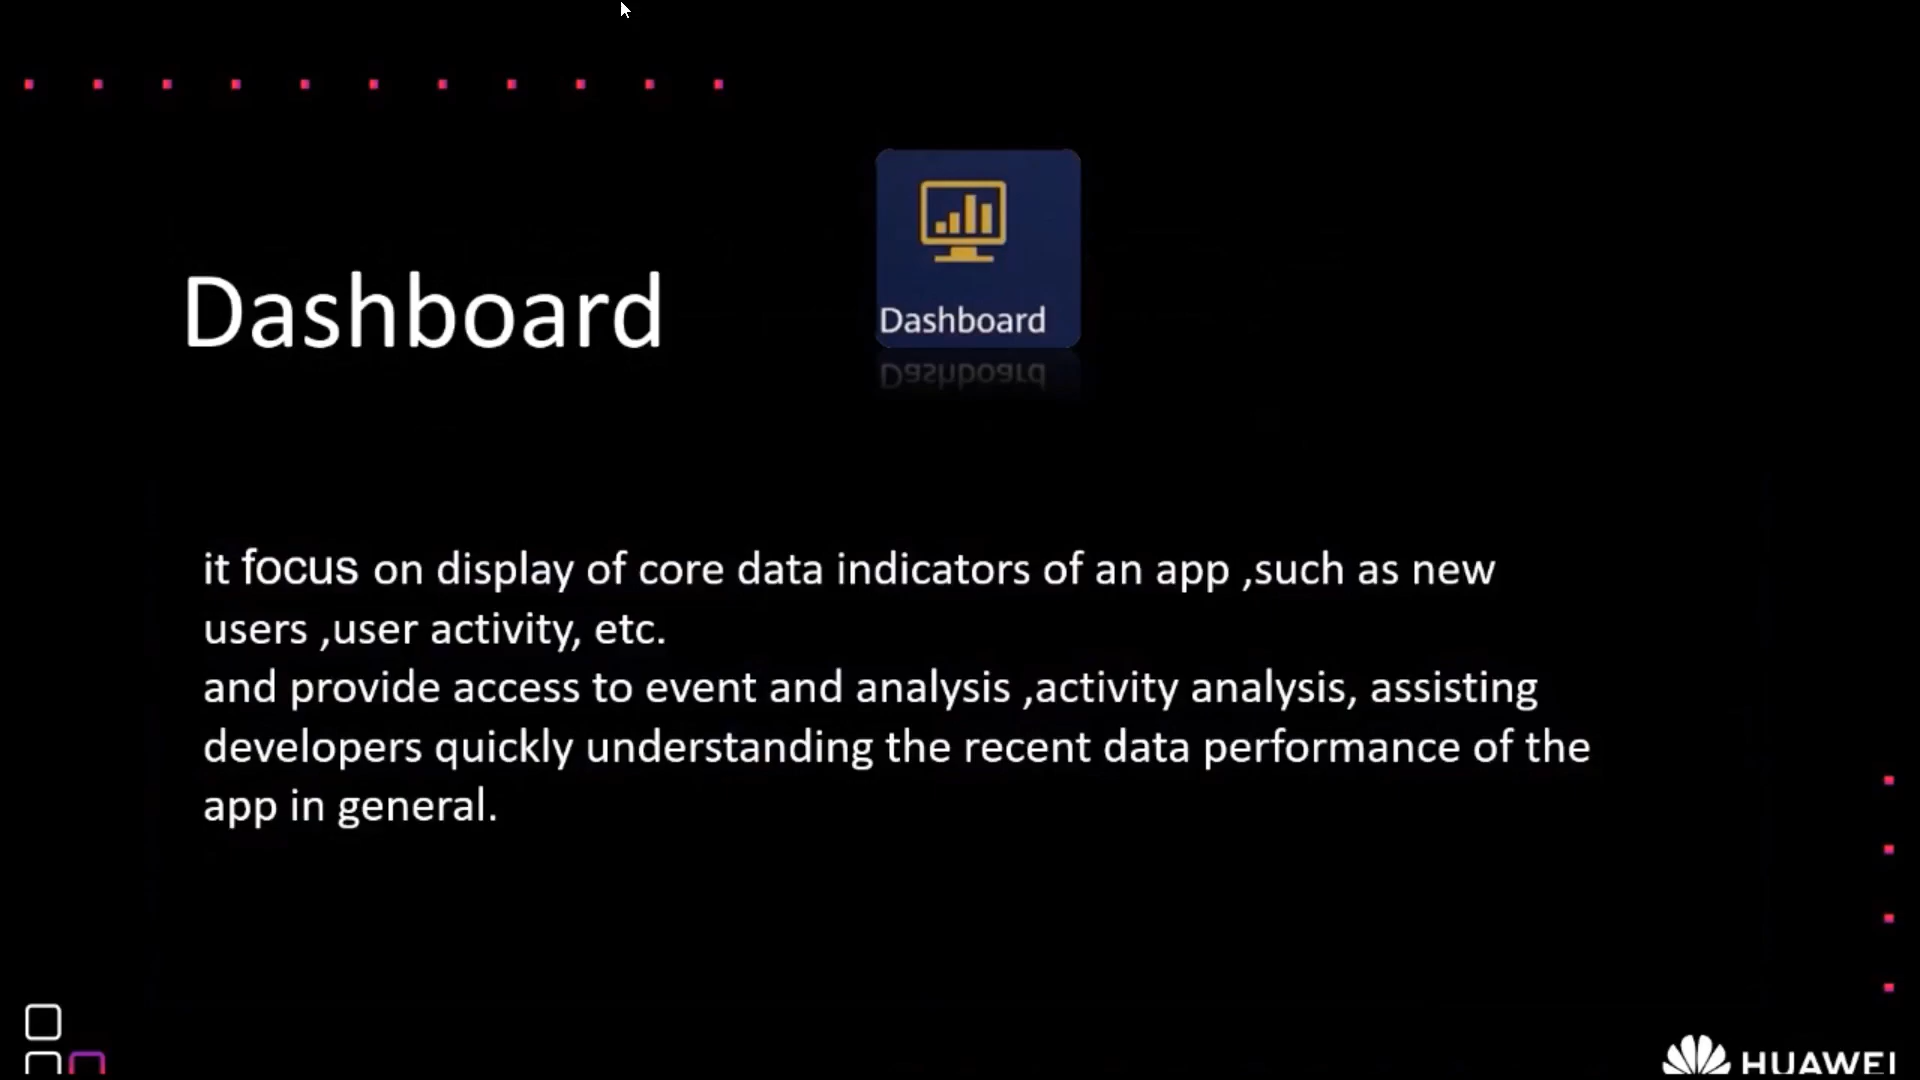 Dashboard
Dashboard
it focus on display of core data indicators of an app ,such as new
users ,user activity, etc.
and provide access to event and analysis ,activity analysis, assisting
developers quickly understanding the recent data performance of the
app in general.
HUAWEI